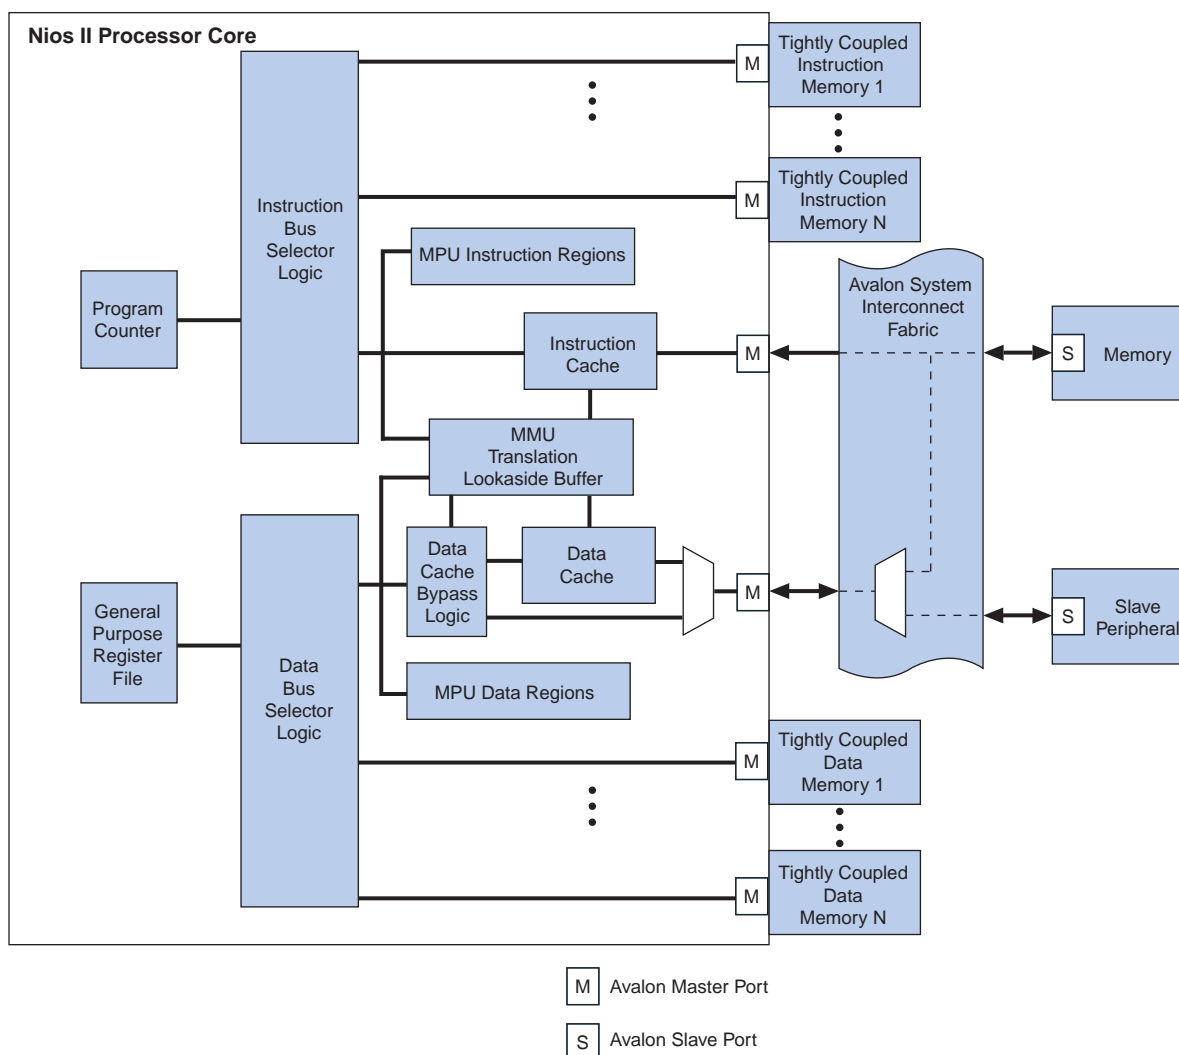 Nios II Processor Core
Tightly Coupled
Instruction
Memory 1
M
Tightly Coupled
Instruction
Memory N
M
Instruction
Bus
Selector
Logic
MPU Instruction Regions
Program
Counter
Instruction
Cache
M
Avalon System
Interconnect
Fabric
S
Memory
MMU
Translation
Lookaside Buffer
Data
Cache
Bypass
Logic
Data
Cache
M
General
Purpose
Register
File
S
Slave
Peripheral
Data
Bus
Selector
Logic
MPU Data Regions
M
Tightly Coupled
Data
Memory 1
M
Tightly Coupled
Data
Memory N
M Avalon Master Port
S Avalon Slave Port